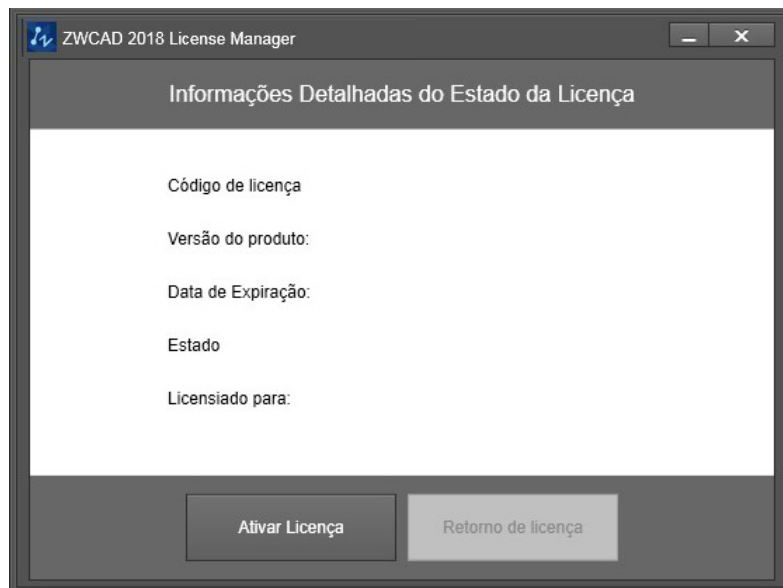 ZWCAD 2018 License Manager
Informações Detalhadas do Estado da Licença
Código de licença
Versão do produto:
Data de Expiração:
Estado
Licensiado para:
Ativar Licença
Retorno de licença